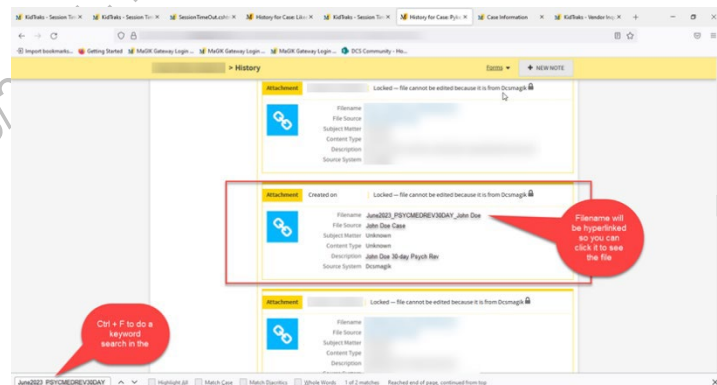 KidTraks - Session Tim
KidTraks - Session Tim
SessionTimeOut.cshtr
History for Case Like
KidTraks - Session Tim
History for Case Pyke
Case Information
KidTraks - Vendor Inq
Import bookmarks...
Getting Started
MaGIK Gateway Login ...
MaGIK Gateway Login ...
MaGIK Gateway Login ...
DCS Community - Ho...
> History
NEW NOTE
Attachment
Locked — file cannot be edited because it is from Dcsmagik
Filename
File Source
Subject Matter
Content Type
Description
Source System
Attachment Created on Locked — file cannot be edited because it is from Dcsmagik
Filename June2023_PSYCMEDREV30DAY_John Doe
File Source John Doe Case
Subject Matter Unknown
Content Type Unknown
Description John Doe 30-day Psych Rev
Source System Dcsmagik
Filename will
be hyperlinked
so you can
click it to see
the file
Attachment
Locked — file cannot be edited because it is from Dcsmagik
Filename
File Source
Subject Matter
Content Type
Description
Ctrl + F to do a
keyword
search in the
June2023_PSYCMEDREV30DAY
Highlight All
Match Case
Match Diacritics
Whole Words
1 of 2 matches
Reached end of page, continued from top